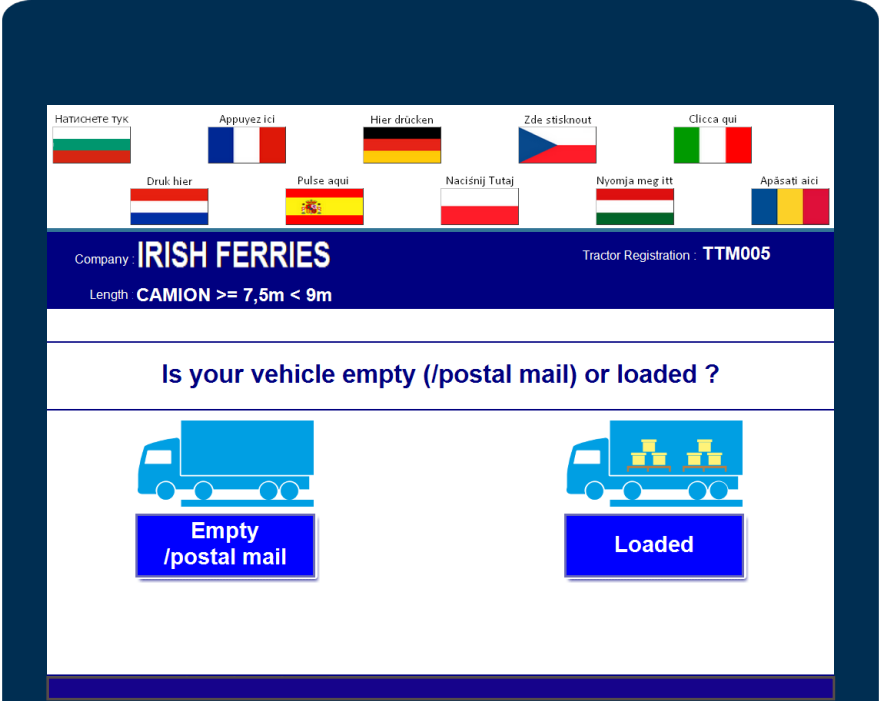 Натиснете тук
Appuyez ici
Hier drücken
Zde stisknout
Clicca qui
Druk hier
Pulse aqui
Naciśnij Tutaj
Nyomja meg itt
Apăsați aici
Company : IRISH FERRIES
Tractor Registration : TTM005
Length CAMION >= 7,5m < 9m
Is your vehicle empty (/postal mail) or loaded ?
Empty
/postal mail
Loaded